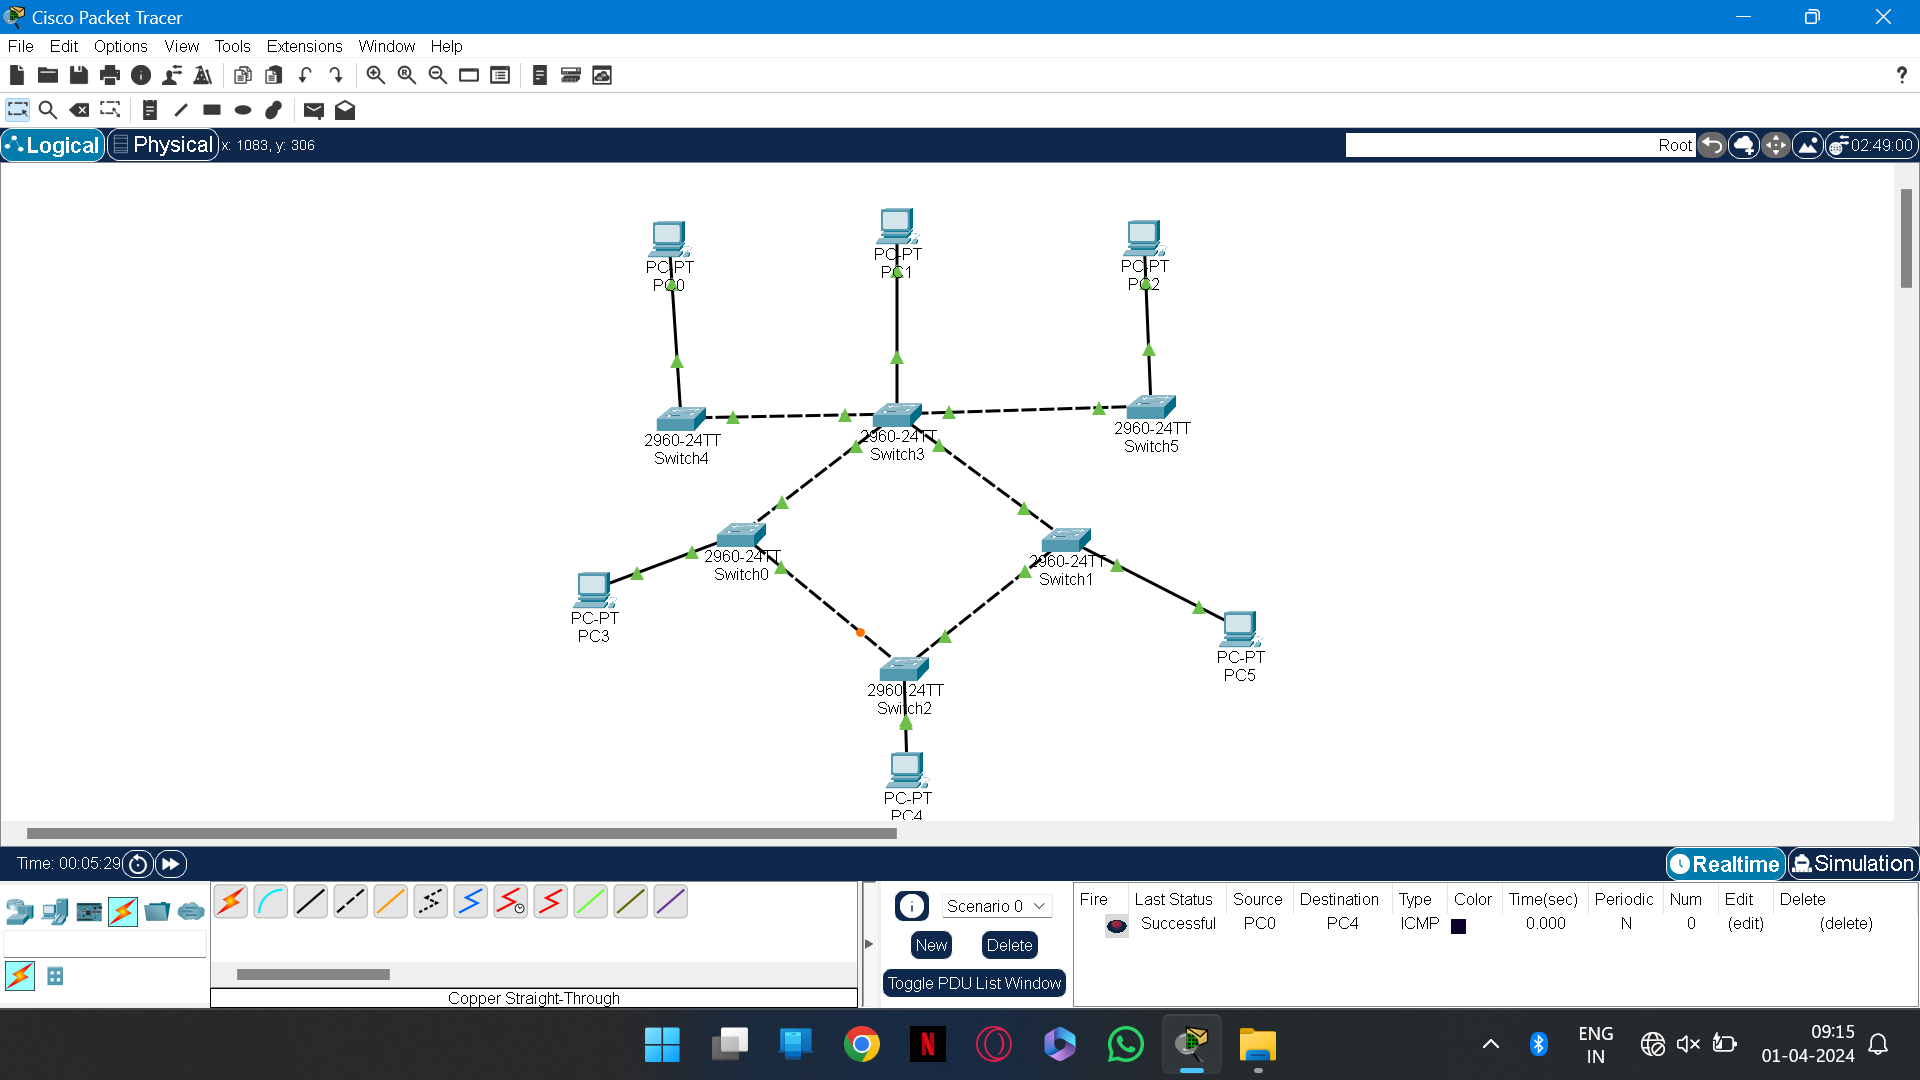 Cisco Packet Tracer
File Edit Options View Tools Extensions Window Help
?
Logical Physical x: 1083, y: 306 Root 02:49:00
PC-PT
PC0
PC-PT
PC1
PC-PT
PC2
2960-24TT
Switch4
2960-24TT
Switch3
2960-24TT
Switch5
2960-24TT
Switch0
2960-24TT
Switch1
PC-PT
PC3
PC-PT
PC5
2960-24TT
Switch2
PC-PT
PC4
Time: 00:05:29 Realtime Simulation
Scenario 0
New Delete
Toggle PDU List Window
Fire Last Status Source Destination Type Color Time(sec) Periodic Num Edit Delete
Successful PC0 PC4 ICMP 0.000 N 0 (edit) (delete)
Copper Straight-Through
ENG
IN
09:15
01-04-2024